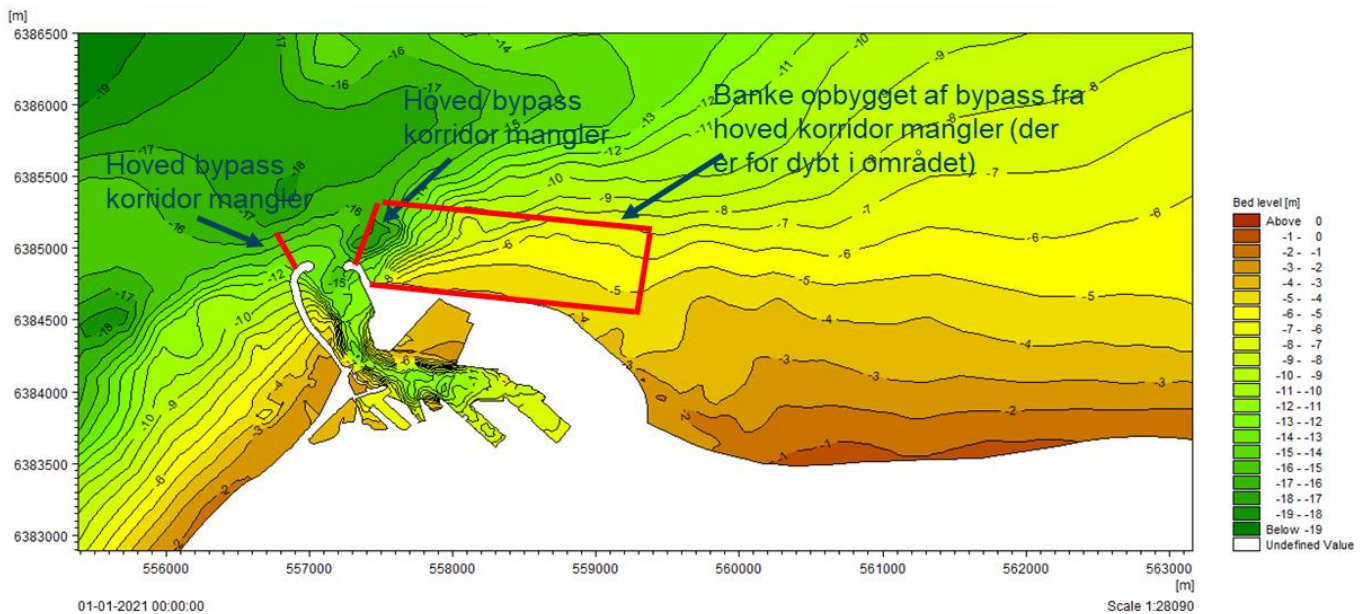 [m]
6386500
6386000
6385500
6385000
6384500
6384000
6383500
6383000
Hoved bypass
korridor mangler
Hoved bypass
korridor mangler
Banke opbygget af bypass fra
hoved korridor mangler (der
er for dybt i området)
556000 557000 558000 559000 560000 561000 562000 563000
[m]
01-01-2021 00:00:00
Scale 1:28090
Bed level [m]
Above 0
-1 - 0
-2 - -1
-3 - -2
-4 - -3
-5 - -4
-6 - -5
-7 - -6
-8 - -7
-9 - -8
-10 - -9
-11 - -10
-12 - -11
-13 - -12
-14 - -13
-15 - -14
-16 - -15
-17 - -16
-18 - -17
-19 - -18
Below -19
Undefined Value